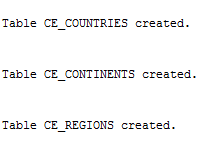 Table CE_COUNTRIES created.
Table CE_CONTINENTS created.
Table CE_REGIONS created.